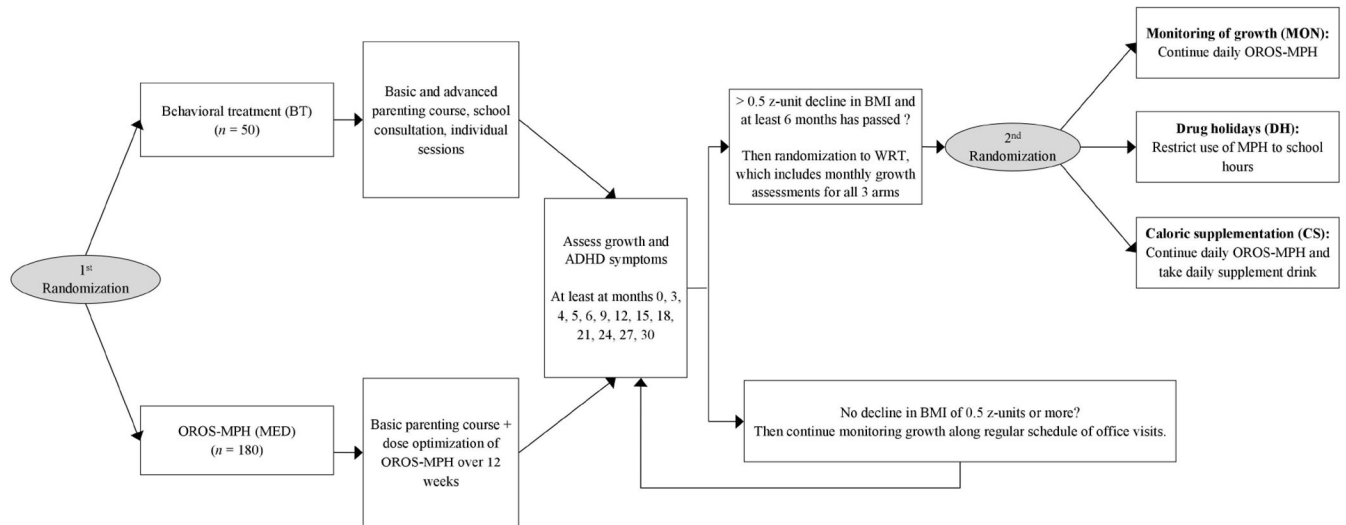 1st
Randomization
Behavioral treatment (BT)
(n = 50)
OROS-MPH (MED)
(n = 180)
Basic and advanced
parenting course, school
consultation, individual
sessions
Basic parenting course +
dose optimization of
OROS-MPH over 12
weeks
Assess growth and
ADHD symptoms
At least at months 0, 3,
4, 5, 6, 9, 12, 15, 18,
21, 24, 27, 30
> 0.5 z-unit decline in BMI and
at least 6 months has passed ?
Then randomization to WRT,
which includes monthly growth
assessments for all 3 arms
No decline in BMI of 0.5 z-units or more?
Then continue monitoring growth along regular schedule of office visits.
2nd
Randomization
Monitoring of growth (MON):
Continue daily OROS-MPH
Drug holidays (DH):
Restrict use of MPH to school
hours
Caloric supplementation (CS):
Continue daily OROS-MPH and
take daily supplement drink